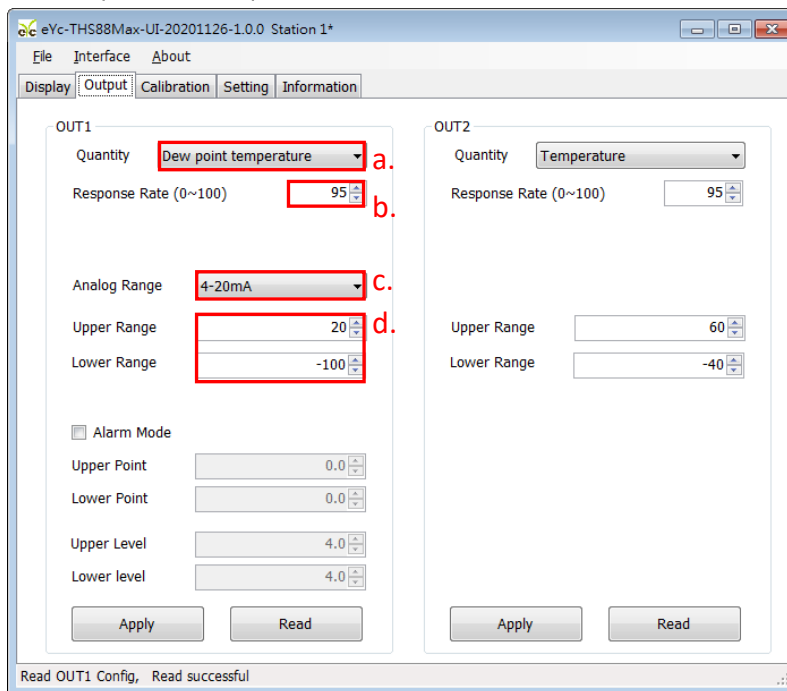 eYc-THS88Max-UI-20201126-1.0.0 Station 1*
File Interface About
Display Output Calibration Setting Information
OUT1
Quantity Dew point temperature a.
Response Rate (0~100) 95 b.
Analog Range 4-20mA c.
Upper Range 20 d.
Lower Range -100
Alarm Mode
Upper Point 0.0
Lower Point 0.0
Upper Level 4.0
Lower level 4.0
Apply Read
OUT2
Quantity Temperature
Response Rate (0~100) 95
Upper Range 60
Lower Range -40
Apply Read
Read OUT1 Config, Read successful